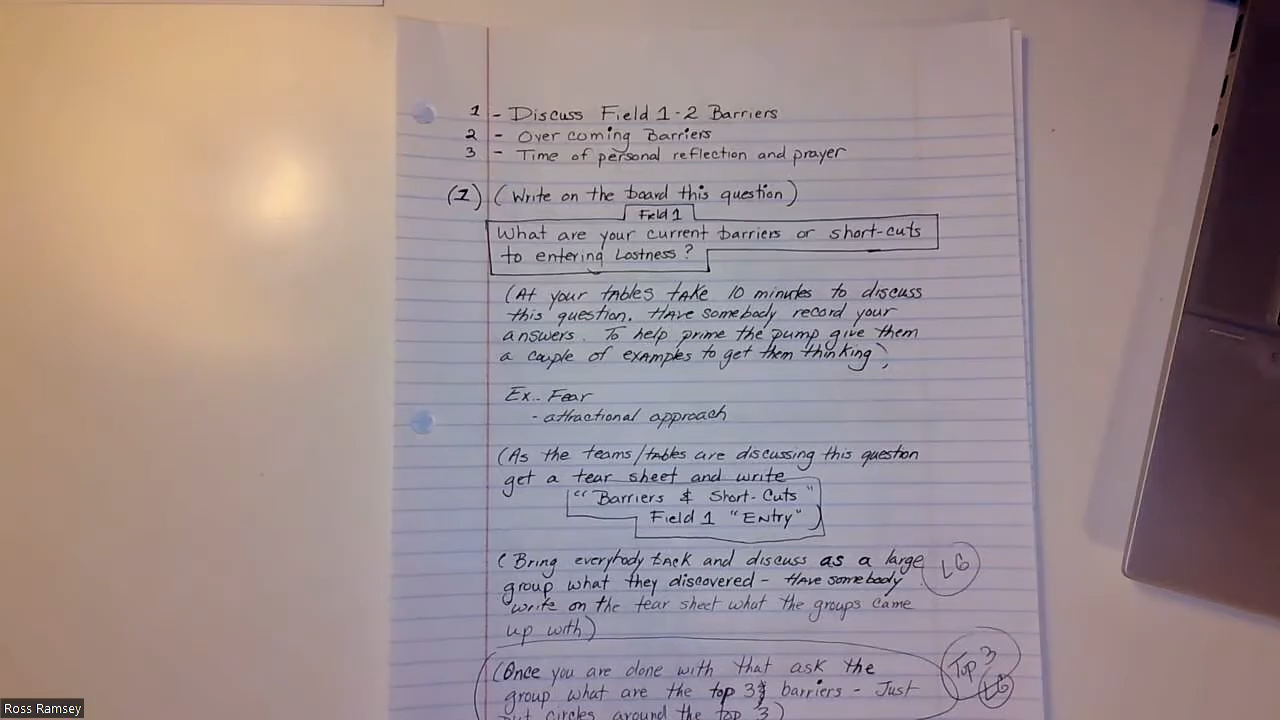 1 - Discuss Field 1-2 Barriers
2 - Over coming Barriers
3 - Time of personal reflection and prayer
(1) (Write on the board this question)
Field 1
What are your current barriers or short-cuts
to entering Lostness?
(At your tables take 10 minutes to discuss
this question. Have somebody record your
answers. To help prime the pump give them
a couple of examples to get them thinking)
Ex.. Fear
- attractional approach
(As the teams/tables are discussing this question
get a tear sheet and write
"Barriers & Short-Cuts"
Field 1 "Entry")
(Bring everybody back and discuss as a large
group what they discovered - Have somebody
write on the tear sheet what the groups came
up with)
LG
(Once you are done with that ask the
group what are the top 3 barriers - Just
put circles around the top 3)
Top 3
LG
Ross Ramsey